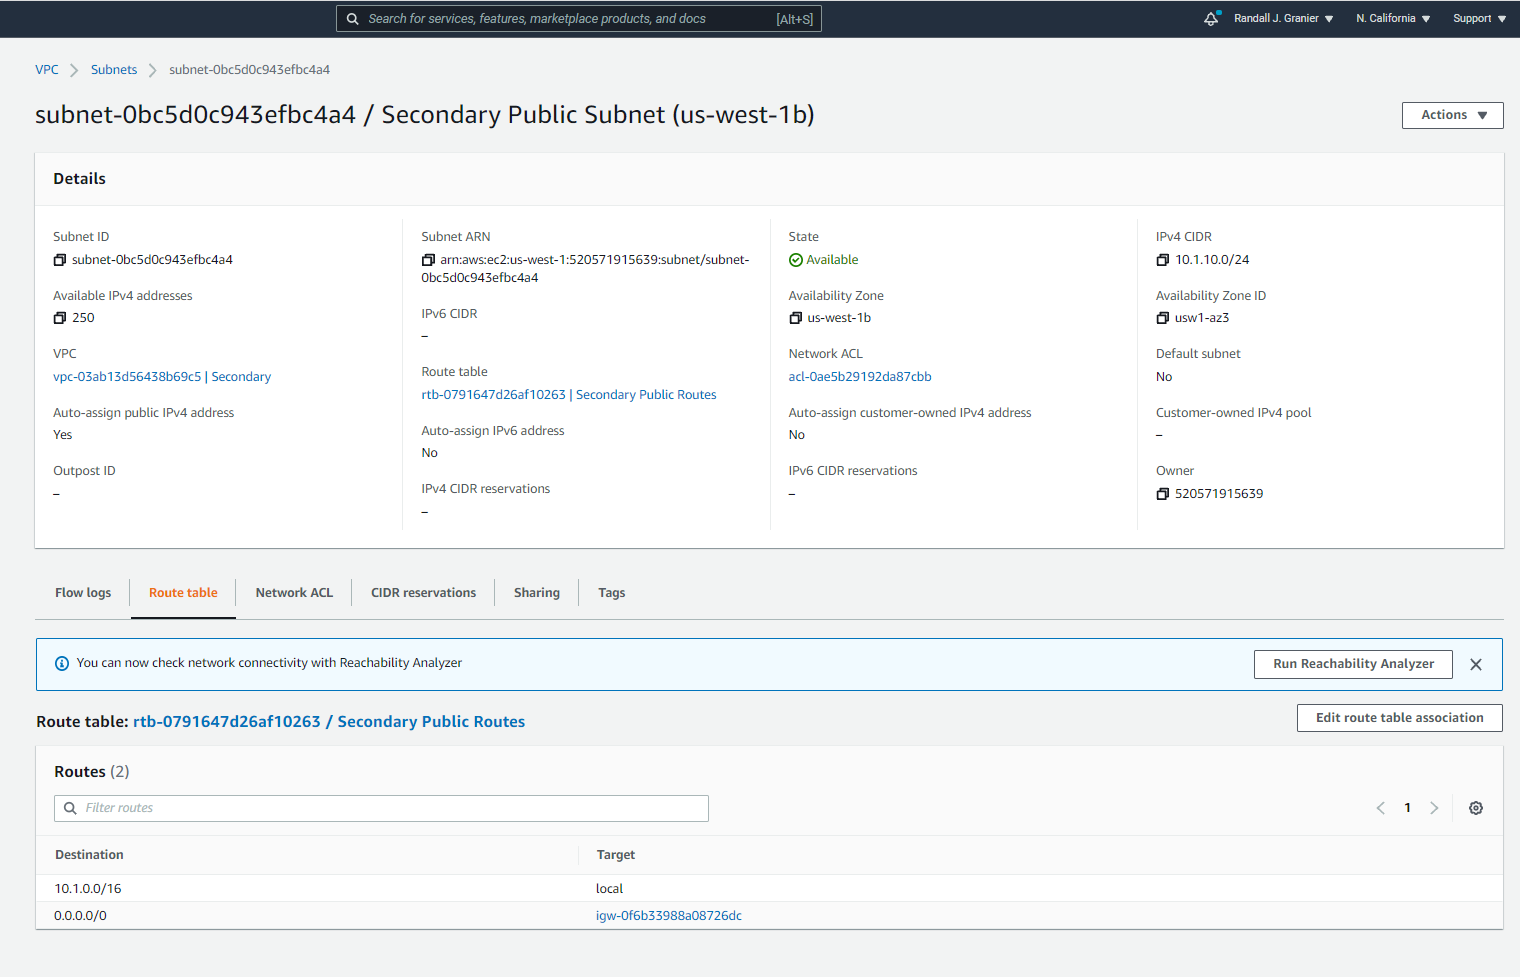 Search for services, features, marketplace products, and docs [Alt+S] Randall J. Granier N. California Support
VPC Subnets subnet-0bc5d0c943efbc4a4
subnet-0bc5d0c943efbc4a4 / Secondary Public Subnet (us-west-1b)
Actions
Details
Subnet ID
subnet-0bc5d0c943efbc4a4
Available IPv4 addresses
250
VPC
vpc-03ab13d56438b69c5 | Secondary
Auto-assign public IPv4 address
Yes
Outpost ID
–
Subnet ARN
arn:aws:ec2:us-west-1:520571915639:subnet/subnet-
0bc5d0c943efbc4a4
IPv6 CIDR
–
Route table
rtb-0791647d26af10263 | Secondary Public Routes
Auto-assign IPv6 address
No
IPv4 CIDR reservations
–
State
Available
Availability Zone
us-west-1b
Network ACL
acl-0ae5b29192da87cbb
Auto-assign customer-owned IPv4 address
No
IPv6 CIDR reservations
–
IPv4 CIDR
10.1.10.0/24
Availability Zone ID
usw1-az3
Default subnet
No
Customer-owned IPv4 pool
–
Owner
520571915639
Flow logs Route table Network ACL CIDR reservations Sharing Tags
You can now check network connectivity with Reachability Analyzer
Run Reachability Analyzer
Route table: rtb-0791647d26af10263 / Secondary Public Routes
Edit route table association
Routes (2)
Filter routes
1
Destination Target
10.1.0.0/16 local
0.0.0.0/0 igw-0f6b33988a08726dc